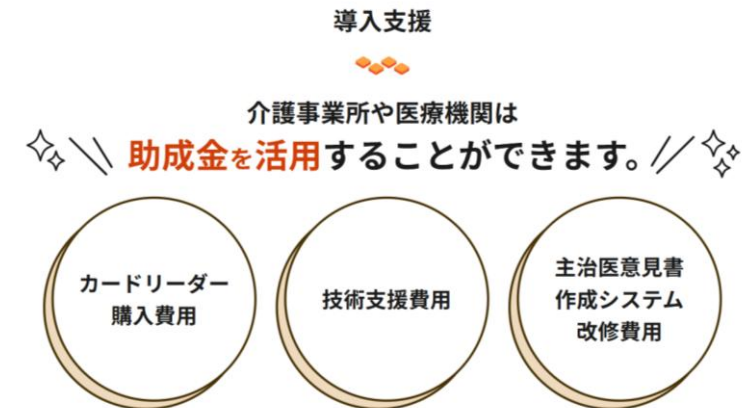 導入支援
介護事業所や医療機関は
助成金を活用することができます。
カードリーダー
購入費用
技術支援費用
主治医意見書
作成システム
改修費用